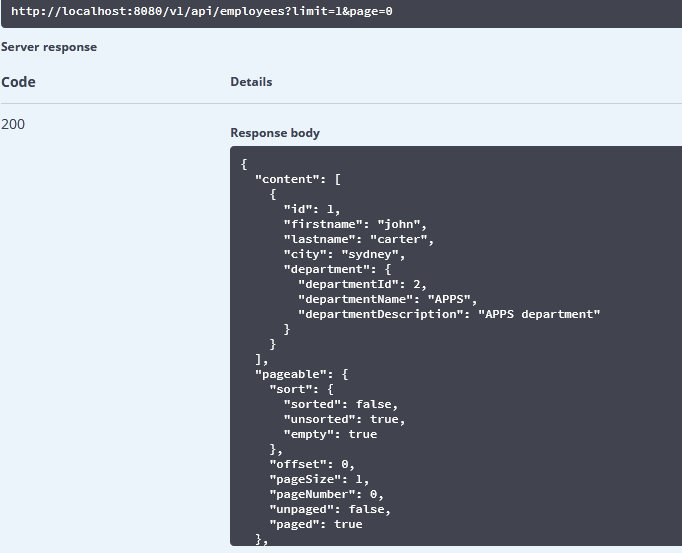 http://localhost:8080/v1/api/employees?limit=1&page=0
Server response
Code Details
200
Response body
{
  "content": [
    {
      "id": 1,
      "firstname": "john",
      "lastname": "carter",
      "city": "sydney",
      "department": {
        "departmentId": 2,
        "departmentName": "APPS",
        "departmentDescription": "APPS department"
      }
    }
  ],
  "pageable": {
    "sort": {
      "sorted": false,
      "unsorted": true,
      "empty": true
    },
    "offset": 0,
    "pageSize": 1,
    "pageNumber": 0,
    "unpaged": false,
    "paged": true
  },